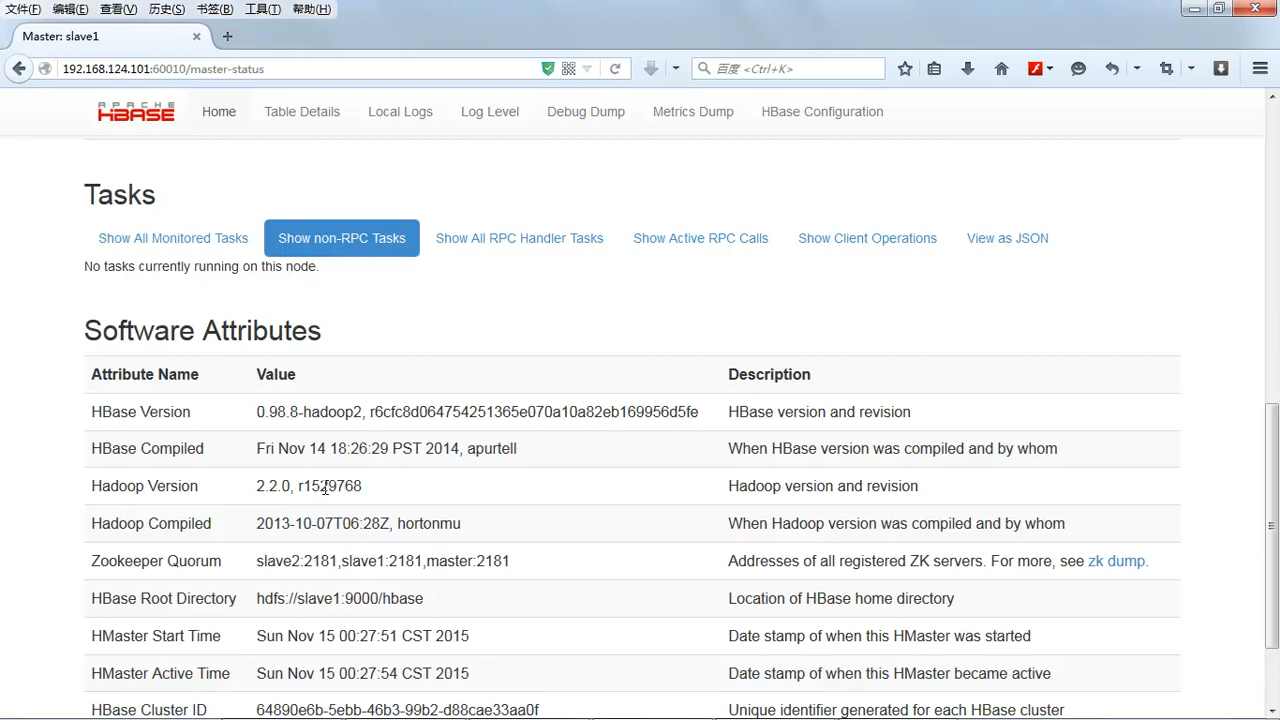 文件(F) 编辑(E) 查看(V) 历史(S) 书签(B) 工具(T) 帮助(H)
Master: slave1
192.168.124.101:60010/master-status
百度 <Ctrl+K>
APACHE HBASE Home Table Details Local Logs Log Level Debug Dump Metrics Dump HBase Configuration
Tasks
Show All Monitored Tasks Show non-RPC Tasks Show All RPC Handler Tasks Show Active RPC Calls Show Client Operations View as JSON
No tasks currently running on this node.
Software Attributes
Attribute Name Value Description
HBase Version 0.98.8-hadoop2, r6cfc8d064754251365e070a10a82eb169956d5fe HBase version and revision
HBase Compiled Fri Nov 14 18:26:29 PST 2014, apurtell When HBase version was compiled and by whom
Hadoop Version 2.2.0, r1529768 Hadoop version and revision
Hadoop Compiled 2013-10-07T06:28Z, hortonmu When Hadoop version was compiled and by whom
Zookeeper Quorum slave2:2181,slave1:2181,master:2181 Addresses of all registered ZK servers. For more, see zk dump.
HBase Root Directory hdfs://slave1:9000/hbase Location of HBase home directory
HMaster Start Time Sun Nov 15 00:27:51 CST 2015 Date stamp of when this HMaster was started
HMaster Active Time Sun Nov 15 00:27:54 CST 2015 Date stamp of when this HMaster became active
HBase Cluster ID 64890e6b-5ebb-46b3-99b2-d88cae33aa0f Unique identifier generated for each HBase cluster